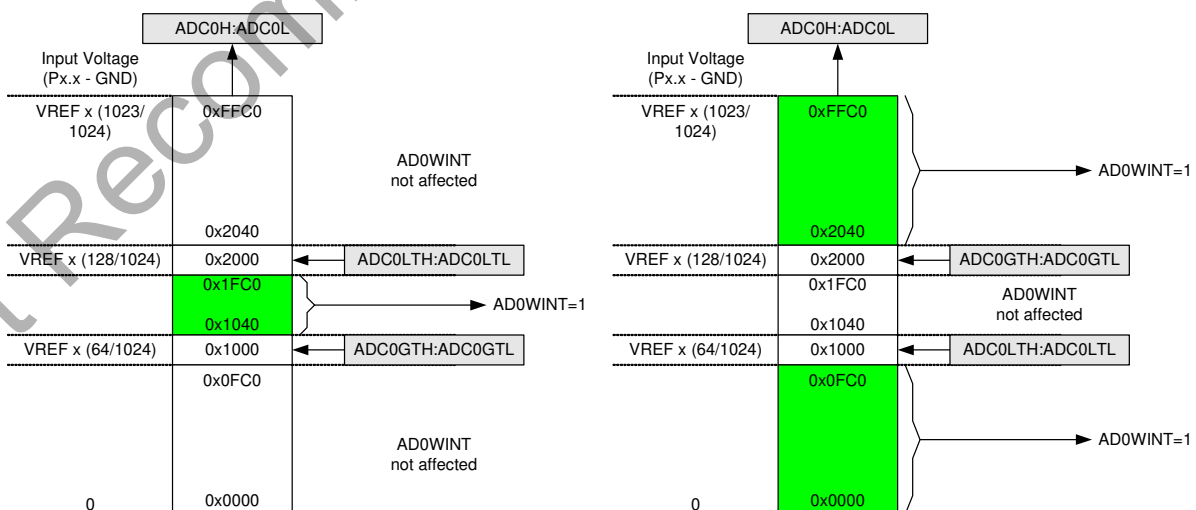 ADC0H:ADC0L
Input Voltage
(Px.x - GND)
VREF x (1023/
1024)
0xFFC0
AD0WINT
not affected
0x2040
VREF x (128/1024)
0x2000
ADC0LTH:ADC0LTL
0x1FC0
AD0WINT=1
0x1040
VREF x (64/1024)
0x1000
ADC0GTH:ADC0GTL
0x0FC0
AD0WINT
not affected
0
0x0000
ADC0H:ADC0L
Input Voltage
(Px.x - GND)
VREF x (1023/
1024)
0xFFC0
AD0WINT=1
0x2040
VREF x (128/1024)
0x2000
ADC0GTH:ADC0GTL
0x1FC0
AD0WINT
not affected
0x1040
VREF x (64/1024)
0x1000
ADC0LTH:ADC0LTL
0x0FC0
AD0WINT=1
0
0x0000